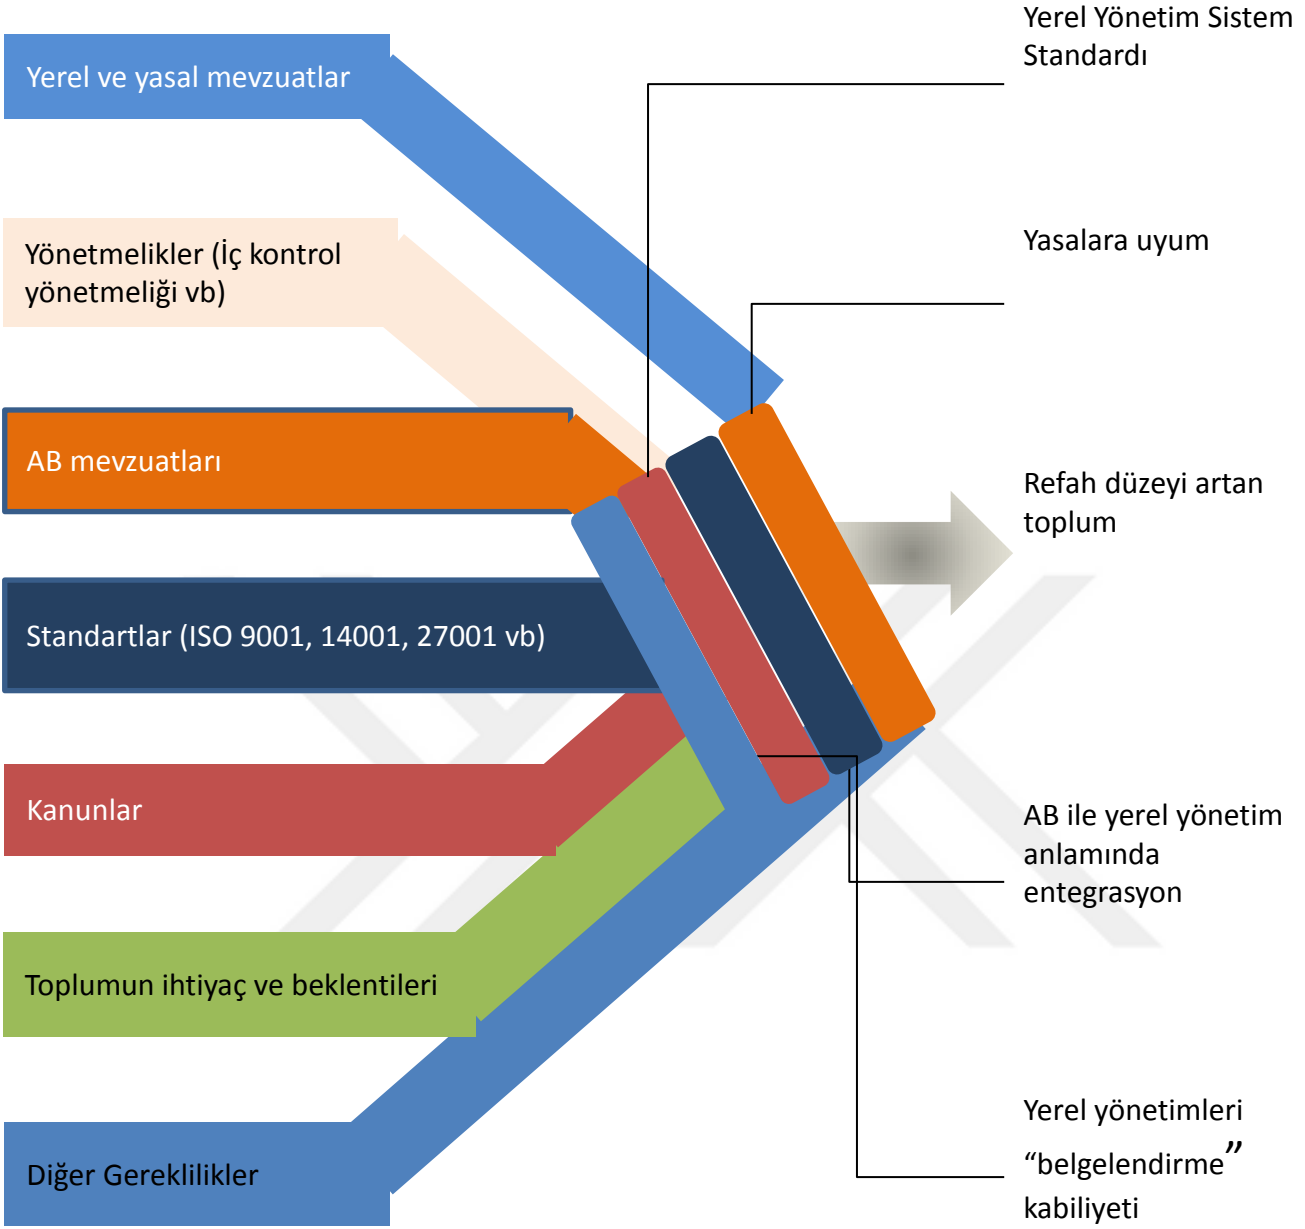 Yerel ve yasal mevzuatlar
Yönetmelikler (İç kontrol
yönetmeliği vb)
AB mevzuatları
Standartlar (ISO 9001, 14001, 27001 vb)
Kanunlar
Toplumun ihtiyaç ve beklentileri
Diğer Gereklilikler
Yerel Yönetim Sistem
Standardı
Yasalara uyum
Refah düzeyi artan
toplum
AB ile yerel yönetim
anlamında
entegrasyon
Yerel yönetimleri
“belgelendirme”
kabiliyeti